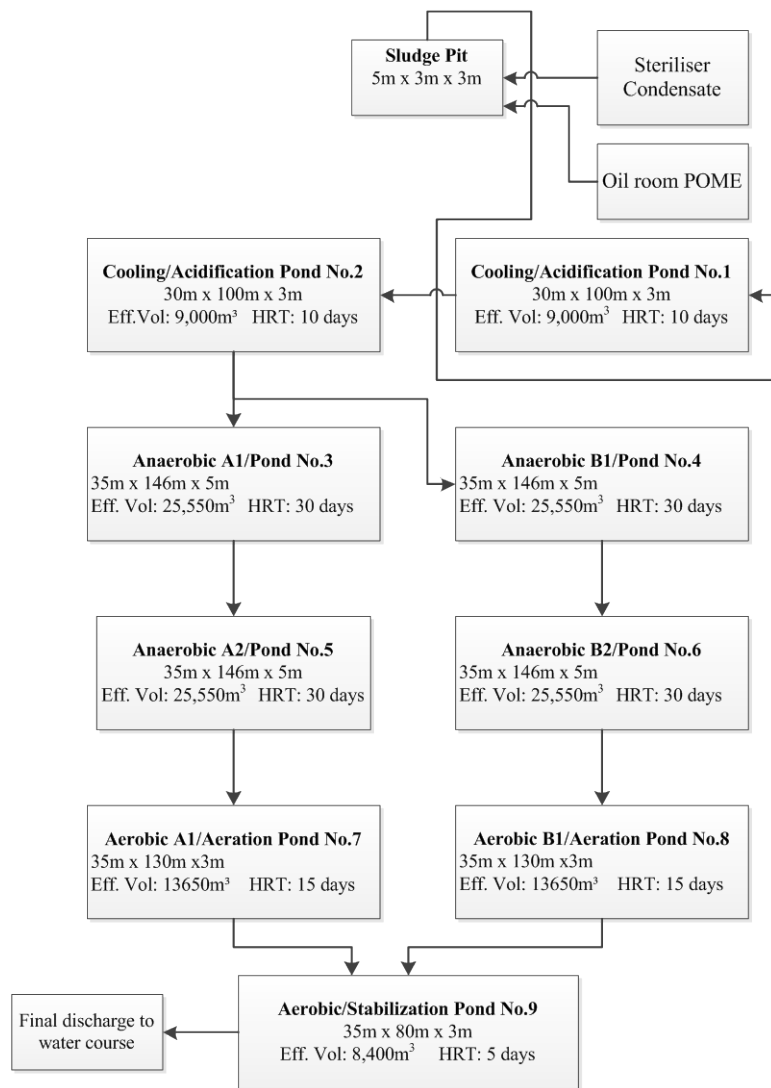 Sludge Pit
5m x 3m x 3m
Steriliser
Condensate
Oil room POME
Cooling/Acidification Pond No.2
30m x 100m x 3m
Eff.Vol: 9,000m³ HRT: 10 days
Cooling/Acidification Pond No.1
30m x 100m x 3m
Eff. Vol: 9,000m³ HRT: 10 days
Anaerobic A1/Pond No.3
35m x 146m x 5m
Eff. Vol: 25,550m³ HRT: 30 days
Anaerobic B1/Pond No.4
35m x 146m x 5m
Eff. Vol: 25,550m³ HRT: 30 days
Anaerobic A2/Pond No.5
35m x 146m x 5m
Eff. Vol: 25,550m³ HRT: 30 days
Anaerobic B2/Pond No.6
35m x 146m x 5m
Eff. Vol: 25,550m³ HRT: 30 days
Aerobic A1/Aeration Pond No.7
35m x 130m x3m
Eff. Vol: 13650m³ HRT: 15 days
Aerobic B1/Aeration Pond No.8
35m x 130m x3m
Eff. Vol: 13650m³ HRT: 15 days
Aerobic/Stabilization Pond No.9
35m x 80m x 3m
Eff. Vol: 8,400m³ HRT: 5 days
Final discharge to
water course